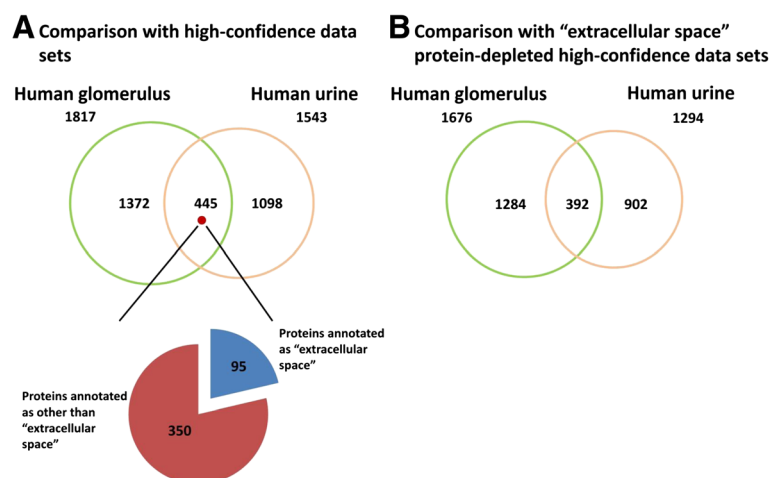 A Comparison with high-confidence data
sets
Human glomerulus
1817
Human urine
1543
1372
445
1098
Proteins annotated
as "extracellular
space"
95
Proteins annotated
as other than
"extracellular
space"
350
B Comparison with “extracellular space”
protein-depleted high-confidence data sets
Human glomerulus
1676
Human urine
1294
1284
392
902